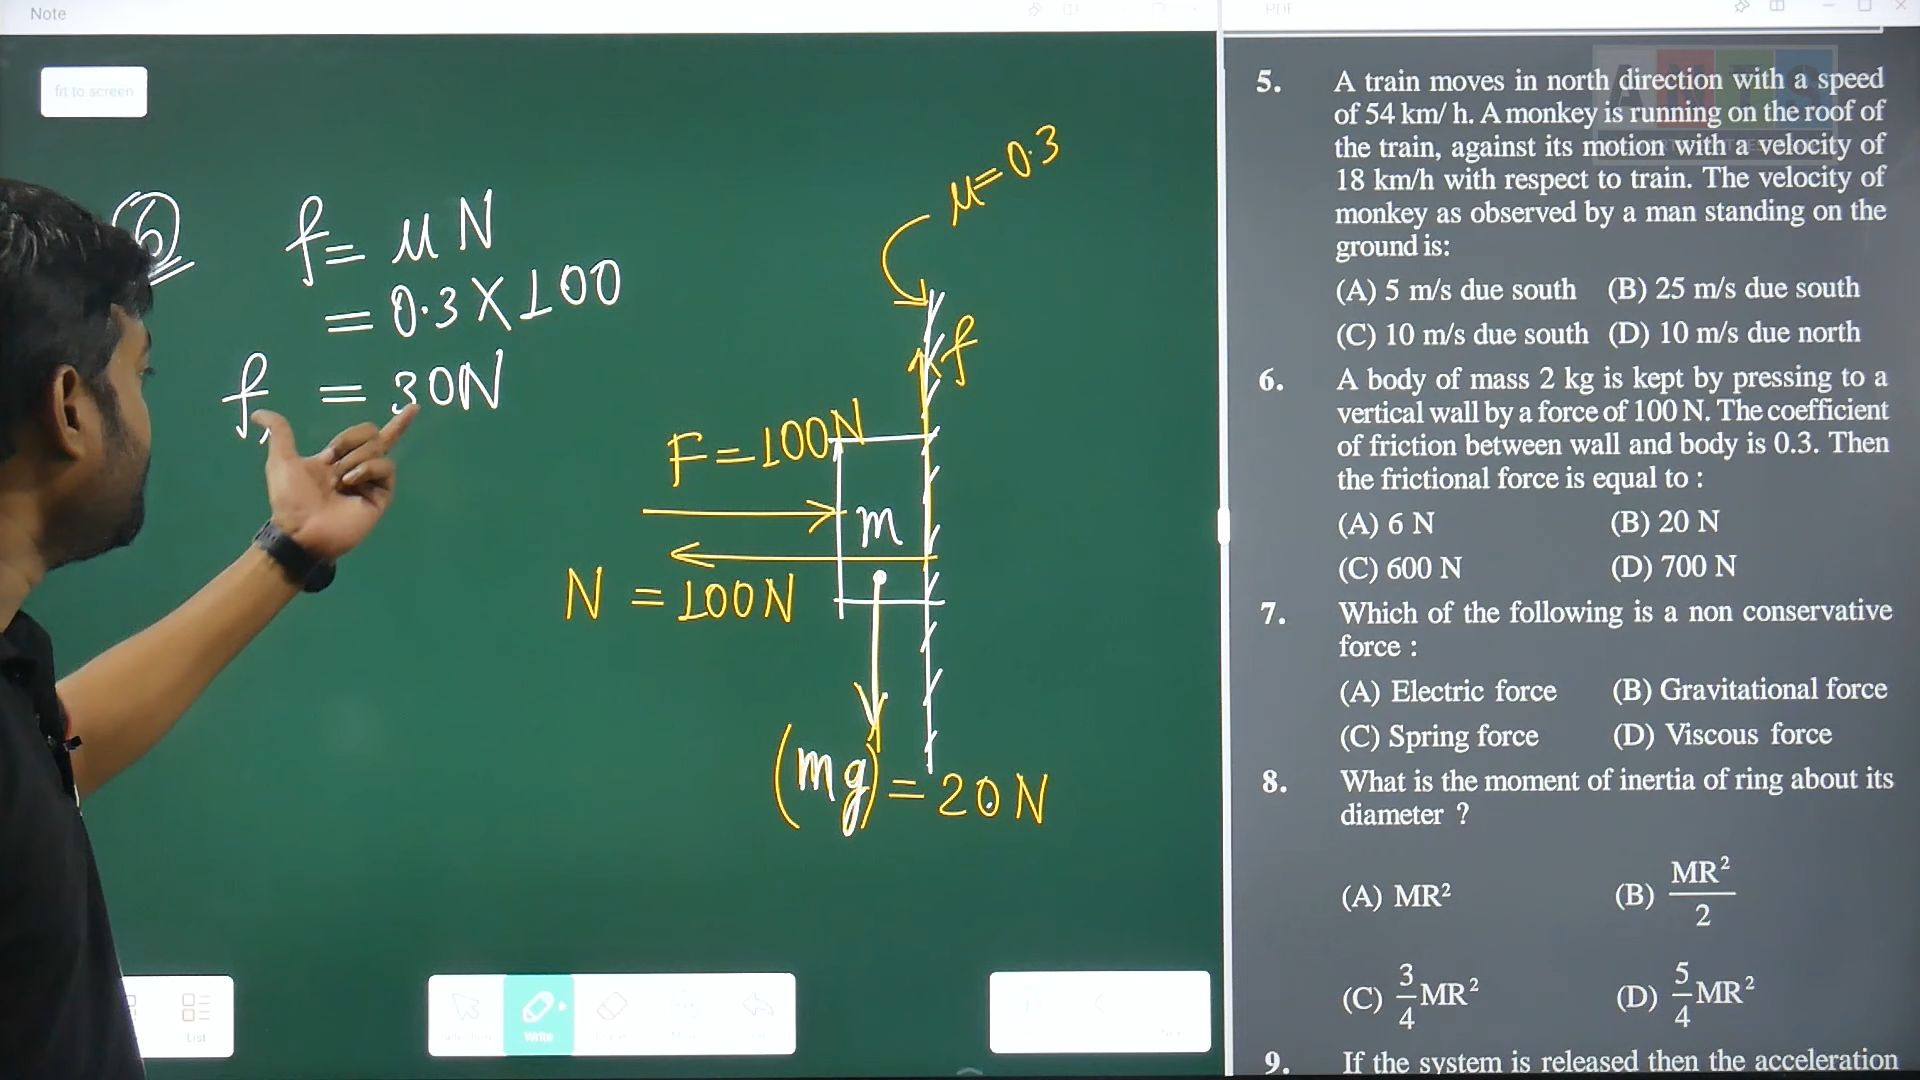 Note
PDF
fit to screen
6
f = μN
= 0.3 X 100
f = 30N
μ = 0.3
f
F = 100N
m
N = 100N
(mg) = 20N
List
Write
5. A train moves in north direction with a speed
of 54 km/ h. A monkey is running on the roof of
the train, against its motion with a velocity of
18 km/h with respect to train. The velocity of
monkey as observed by a man standing on the
ground is:
(A) 5 m/s due south (B) 25 m/s due south
(C) 10 m/s due south (D) 10 m/s due north
6. A body of mass 2 kg is kept by pressing to a
vertical wall by a force of 100 N. The coefficient
of friction between wall and body is 0.3. Then
the frictional force is equal to :
(A) 6 N (B) 20 N
(C) 600 N (D) 700 N
7. Which of the following is a non conservative
force :
(A) Electric force (B) Gravitational force
(C) Spring force (D) Viscous force
8. What is the moment of inertia of ring about its
diameter ?
(A) MR² (B) MR²/2
(C) 3/4 MR² (D) 5/4 MR²
9. If the system is released then the acceleration